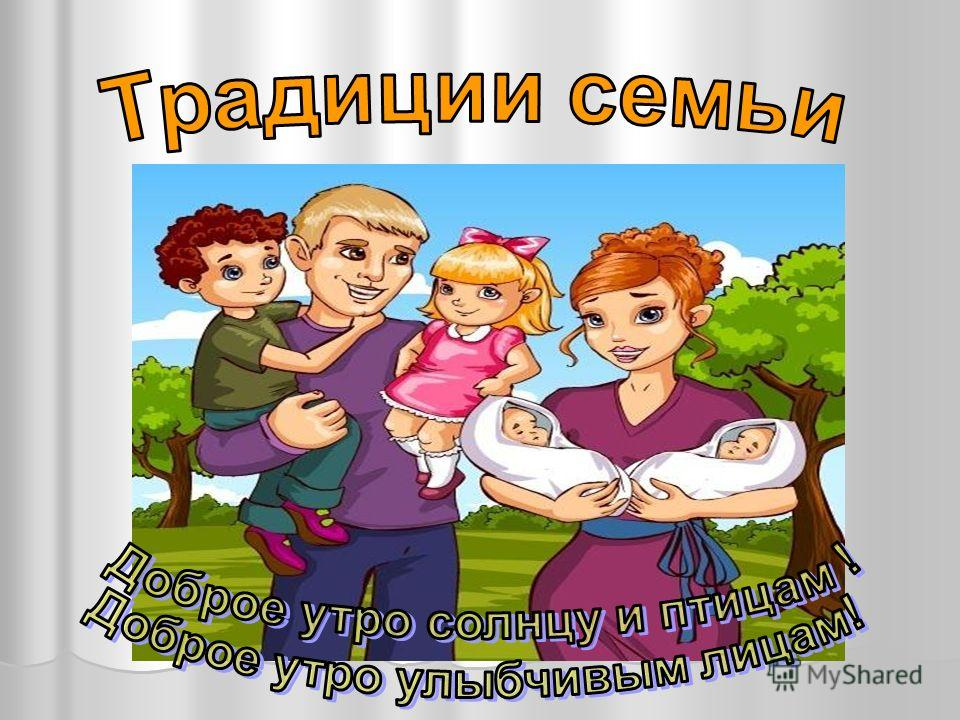 Традиции семьи
Доброе утро солнцу и птицам !
Доброе утро улыбчивым лицам!
MyShared